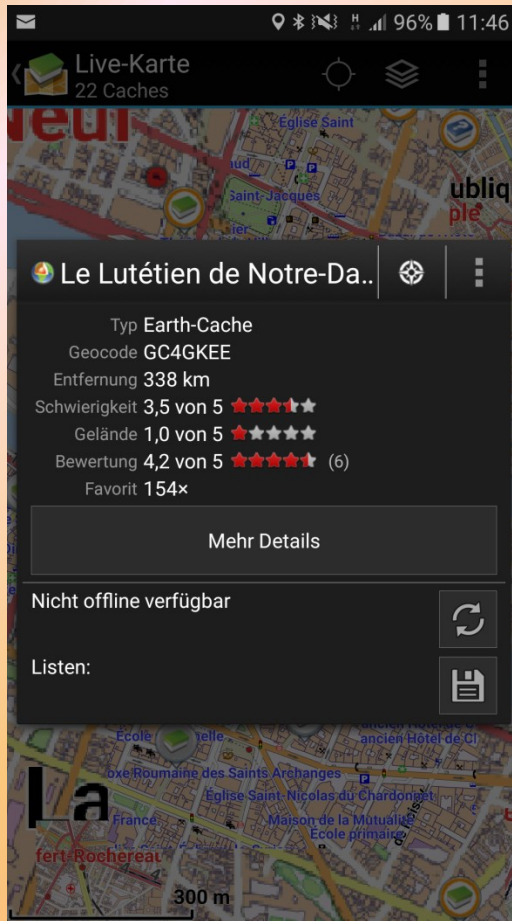 96% 11:46
Live-Karte
22 Caches
Neuf
Église Saint
Saint-Jacques
Le Lutétien de Notre-Da..
Typ Earth-Cache
Geocode GC4GKEE
Entfernung 338 km
Schwierigkeit 3,5 von 5
Gelände 1,0 von 5
Bewertung 4,2 von 5 (6)
Favorit 154×
Mehr Details
Nicht offline verfügbar
Listen:
École
ancien Hôtel de Cl
oxe Roumaine des Saints Archanges
Église Saint-Nicolas du Chardonnet
La
France
Maison de la Mutualité
École primaire
fert-Rochereau
300 m